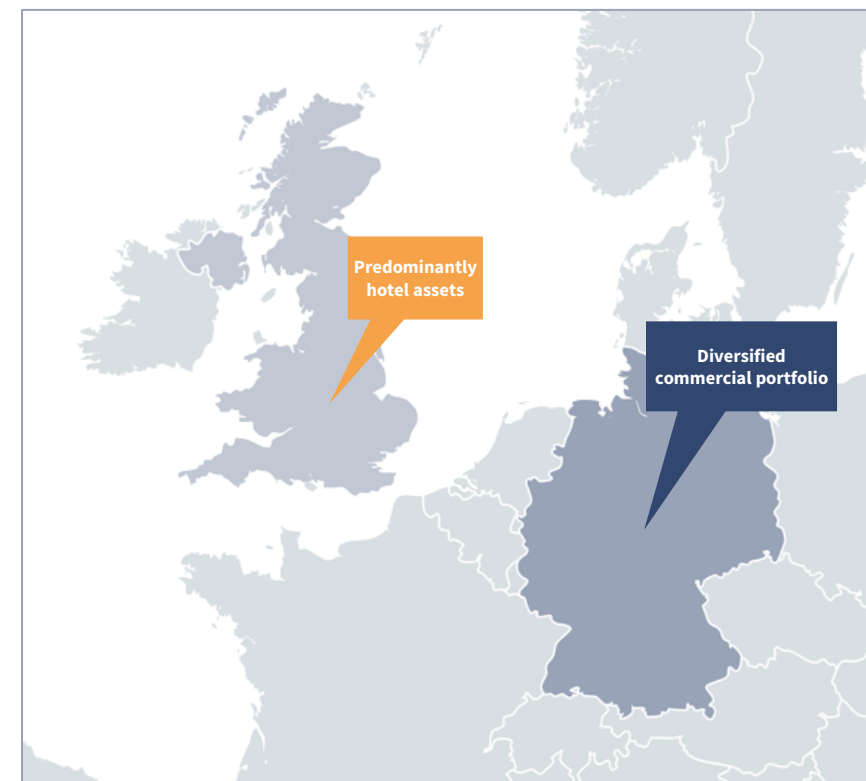 Predominantly
hotel assets
Diversified
commercial portfolio